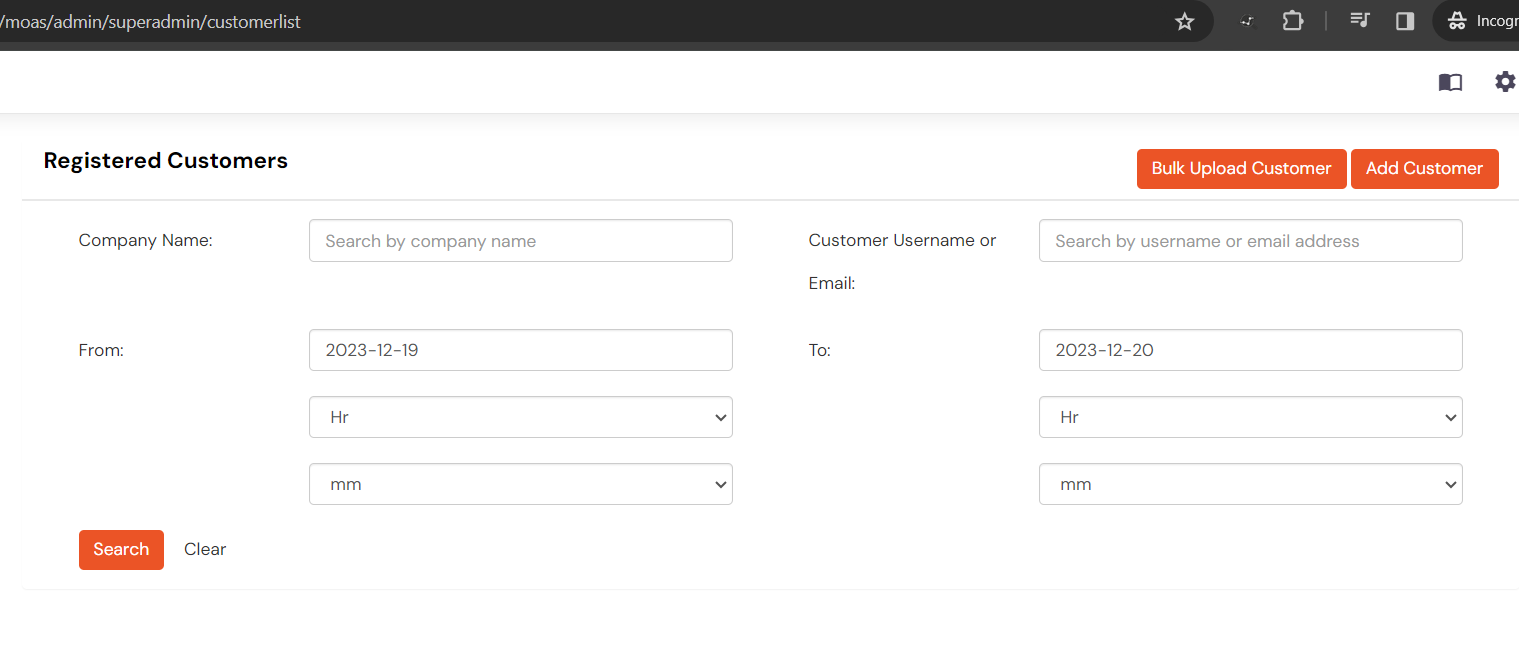 /moas/admin/superadmin/customerlist
Incogr
Registered Customers
Bulk Upload Customer
Add Customer
Company Name:
Search by company name
Customer Username or
Email:
Search by username or email address
From:
2023-12-19
To:
2023-12-20
Hr
Hr
mm
mm
Search
Clear